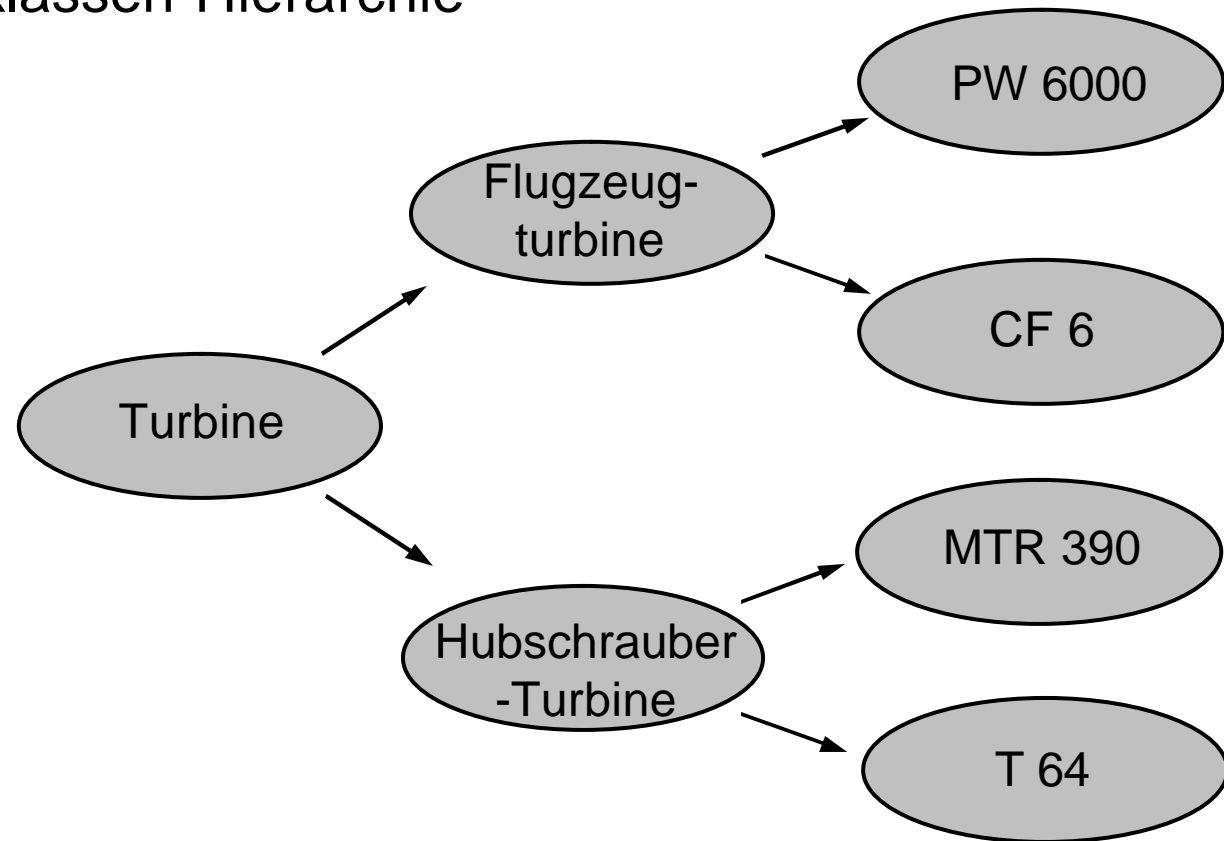 klassen-Hierarchie
PW 6000
Flugzeug-
turbine
CF 6
Turbine
MTR 390
Hubschrauber
-Turbine
T 64